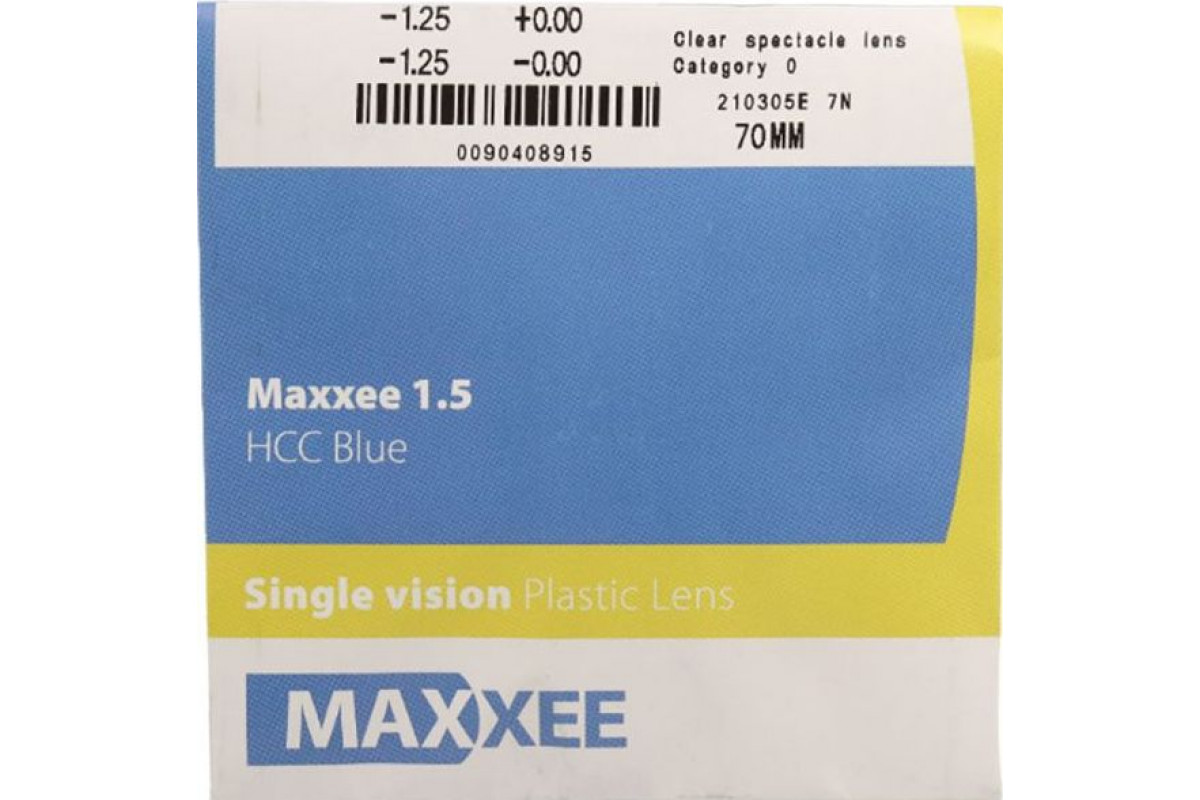 -1.25 +0.00
-1.25 -0.00
0090408915
Clear spectacle lens
Category 0
210305E 7N
70MM
Maxxee 1.5
HCC Blue
Single vision Plastic Lens
MAXXEE